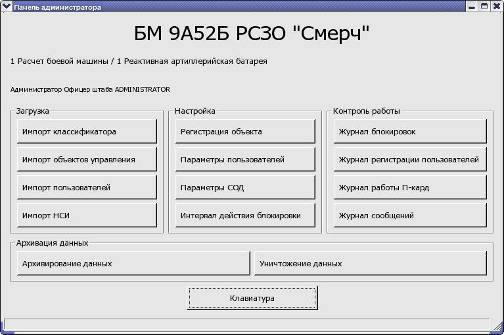 Панель администратора
БМ 9А52Б РСЗО "Смерч"
1 Расчет боевой машины / 1 Реактивная артиллерийская батарея
Администратор Офицер штаба ADMINISTRATOR
Загрузка
Импорт классификатора
Импорт объектов управления
Импорт пользователей
Импорт НСИ
Настройка
Регистрация объекта
Параметры пользователей
Параметры СОД
Интервал действия блокировки
Контроль работы
Журнал блокировок
Журнал регистрации пользователей
Журнал работы П-кард
Журнал сообщений
Архивация данных
Архивирование данных
Уничтожение данных
Клавиатура